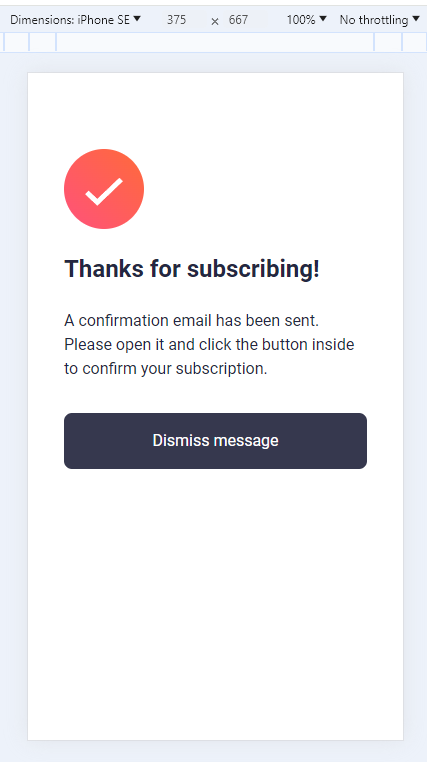 Dimensions: iPhone SE 375 × 667 100% No throttling
Thanks for subscribing!
A confirmation email has been sent.
Please open it and click the button inside
to confirm your subscription.
Dismiss message